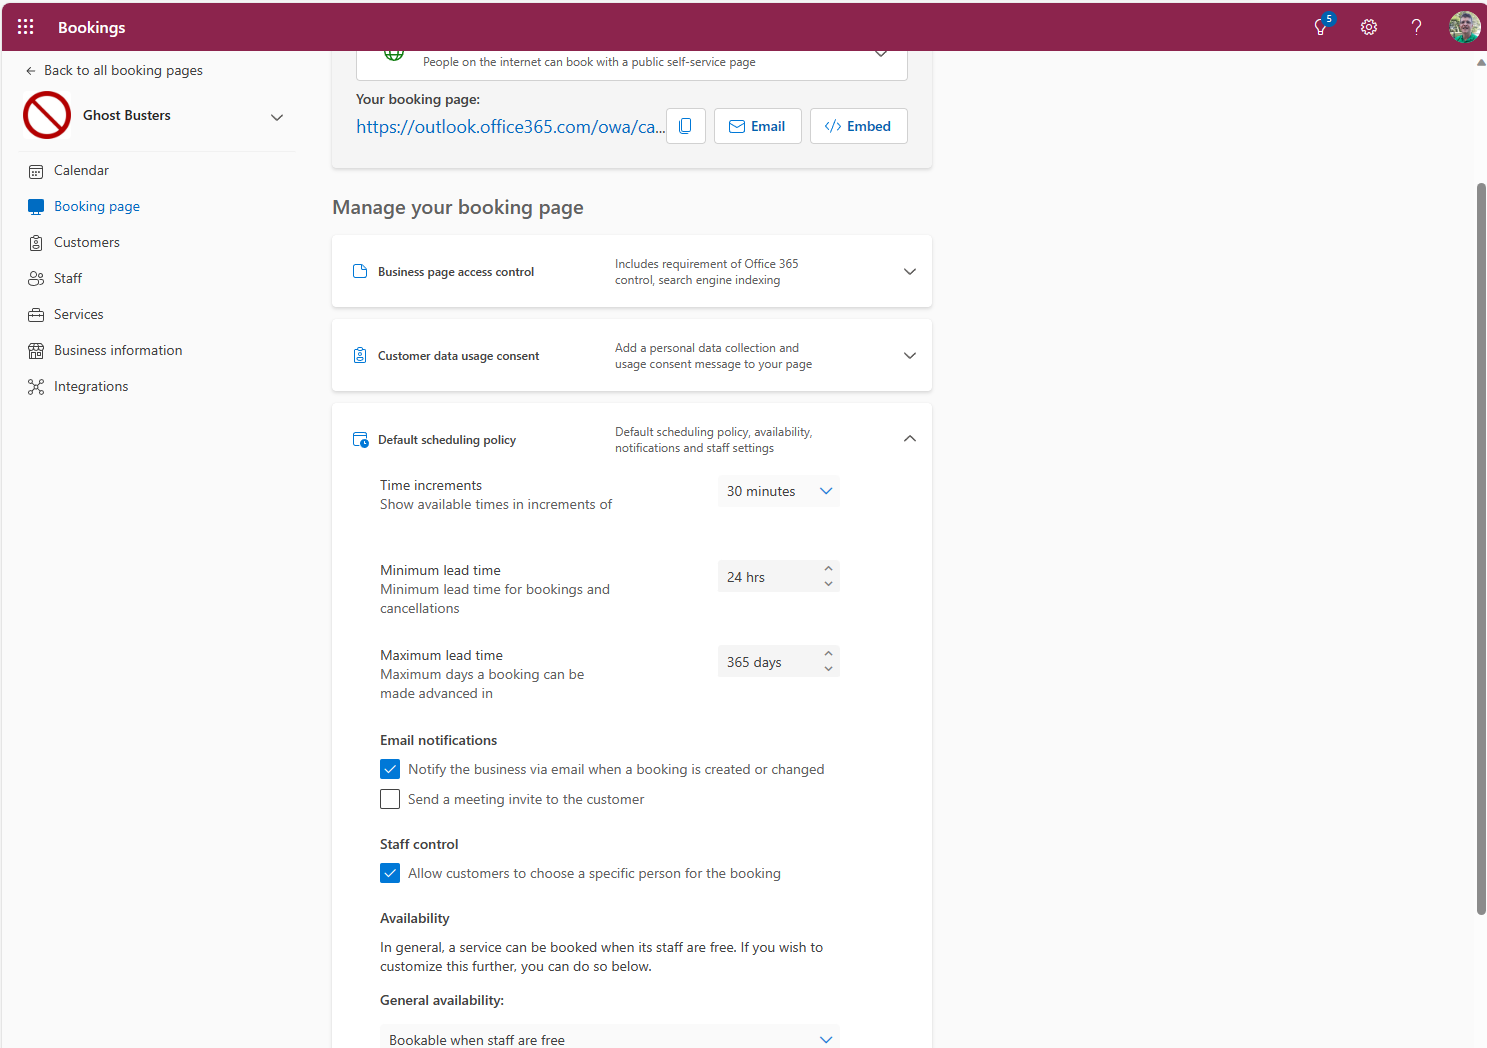 Bookings
5
Back to all booking pages
Ghost Busters
Calendar
Booking page
Customers
Staff
Services
Business information
Integrations
People on the internet can book with a public self-service page
Your booking page:
https://outlook.office365.com/owa/ca...
Email
Embed
Manage your booking page
Business page access control
Includes requirement of Office 365
control, search engine indexing
Customer data usage consent
Add a personal data collection and
usage consent message to your page
Default scheduling policy
Default scheduling policy, availability,
notifications and staff settings
Time increments
Show available times in increments of
30 minutes
Minimum lead time
Minimum lead time for bookings and
cancellations
24 hrs
Maximum lead time
Maximum days a booking can be
made advanced in
365 days
Email notifications
Notify the business via email when a booking is created or changed
Send a meeting invite to the customer
Staff control
Allow customers to choose a specific person for the booking
Availability
In general, a service can be booked when its staff are free. If you wish to
customize this further, you can do so below.
General availability:
Bookable when staff are free